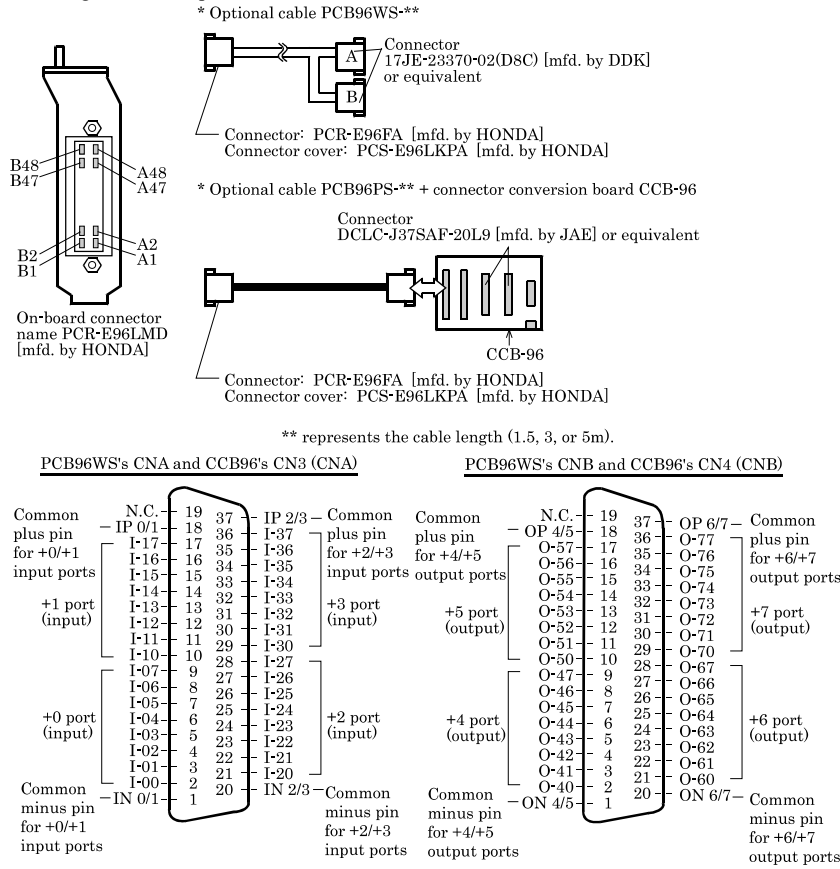 * Optional cable PCB96WS-**
A
B
Connector
17JE-23370-02(D8C) [mfd. by DDK]
or equivalent
Connector: PCR-E96FA [mfd. by HONDA]
Connector cover: PCS-E96LKPA [mfd. by HONDA]
B48
B47
A48
A47
B2
B1
A2
A1
On-board connector
name PCR-E96LMD
[mfd. by HONDA]
* Optional cable PCB96PS-** + connector conversion board CCB-96
Connector
DCLC-J37SAF-20L9 [mfd. by JAE] or equivalent
CCB-96
Connector: PCR-E96FA [mfd. by HONDA]
Connector cover: PCS-E96LKPA [mfd. by HONDA]
** represents the cable length (1.5, 3, or 5m).
PCB96WS's CNA and CCB96's CN3 (CNA)
Common
plus pin
for +0/+1
input ports
+1 port
(input)
+0 port
(input)
Common
minus pin
for +0/+1
input ports
N.C. 19
IP 0/1 18
I-17 17
I-16 16
I-15 15
I-14 14
I-13 13
I-12 12
I-11 11
I-10 10
I-07 9
I-06 8
I-05 7
I-04 6
I-03 5
I-02 4
I-01 3
I-00 2
IN 0/1 1
37 IP 2/3
36 I-37
35 I-36
34 I-35
33 I-34
32 I-33
31 I-32
30 I-31
29 I-30
28 I-27
27 I-26
26 I-25
25 I-24
24 I-23
23 I-22
22 I-21
21 I-20
20 IN 2/3
Common
plus pin
for +2/+3
input ports
+3 port
(input)
+2 port
(input)
Common
minus pin
for +2/+3
input ports
PCB96WS's CNB and CCB96's CN4 (CNB)
Common
plus pin
for +4/+5
output ports
+5 port
(output)
+4 port
(output)
Common
minus pin
for +4/+5
output ports
N.C. 19
OP 4/5 18
O-57 17
O-56 16
O-55 15
O-54 14
O-53 13
O-52 12
O-51 11
O-50 10
O-47 9
O-46 8
O-45 7
O-44 6
O-43 5
O-42 4
O-41 3
O-40 2
ON 4/5 1
37 OP 6/7
36 O-77
35 O-76
34 O-75
33 O-74
32 O-73
31 O-72
30 O-71
29 O-70
28 O-67
27 O-66
26 O-65
25 O-64
24 O-63
23 O-62
22 O-61
21 O-60
20 ON 6/7
Common
plus pin
for +6/+7
output ports
+7 port
(output)
+6 port
(output)
Common
minus pin
for +6/+7
output ports